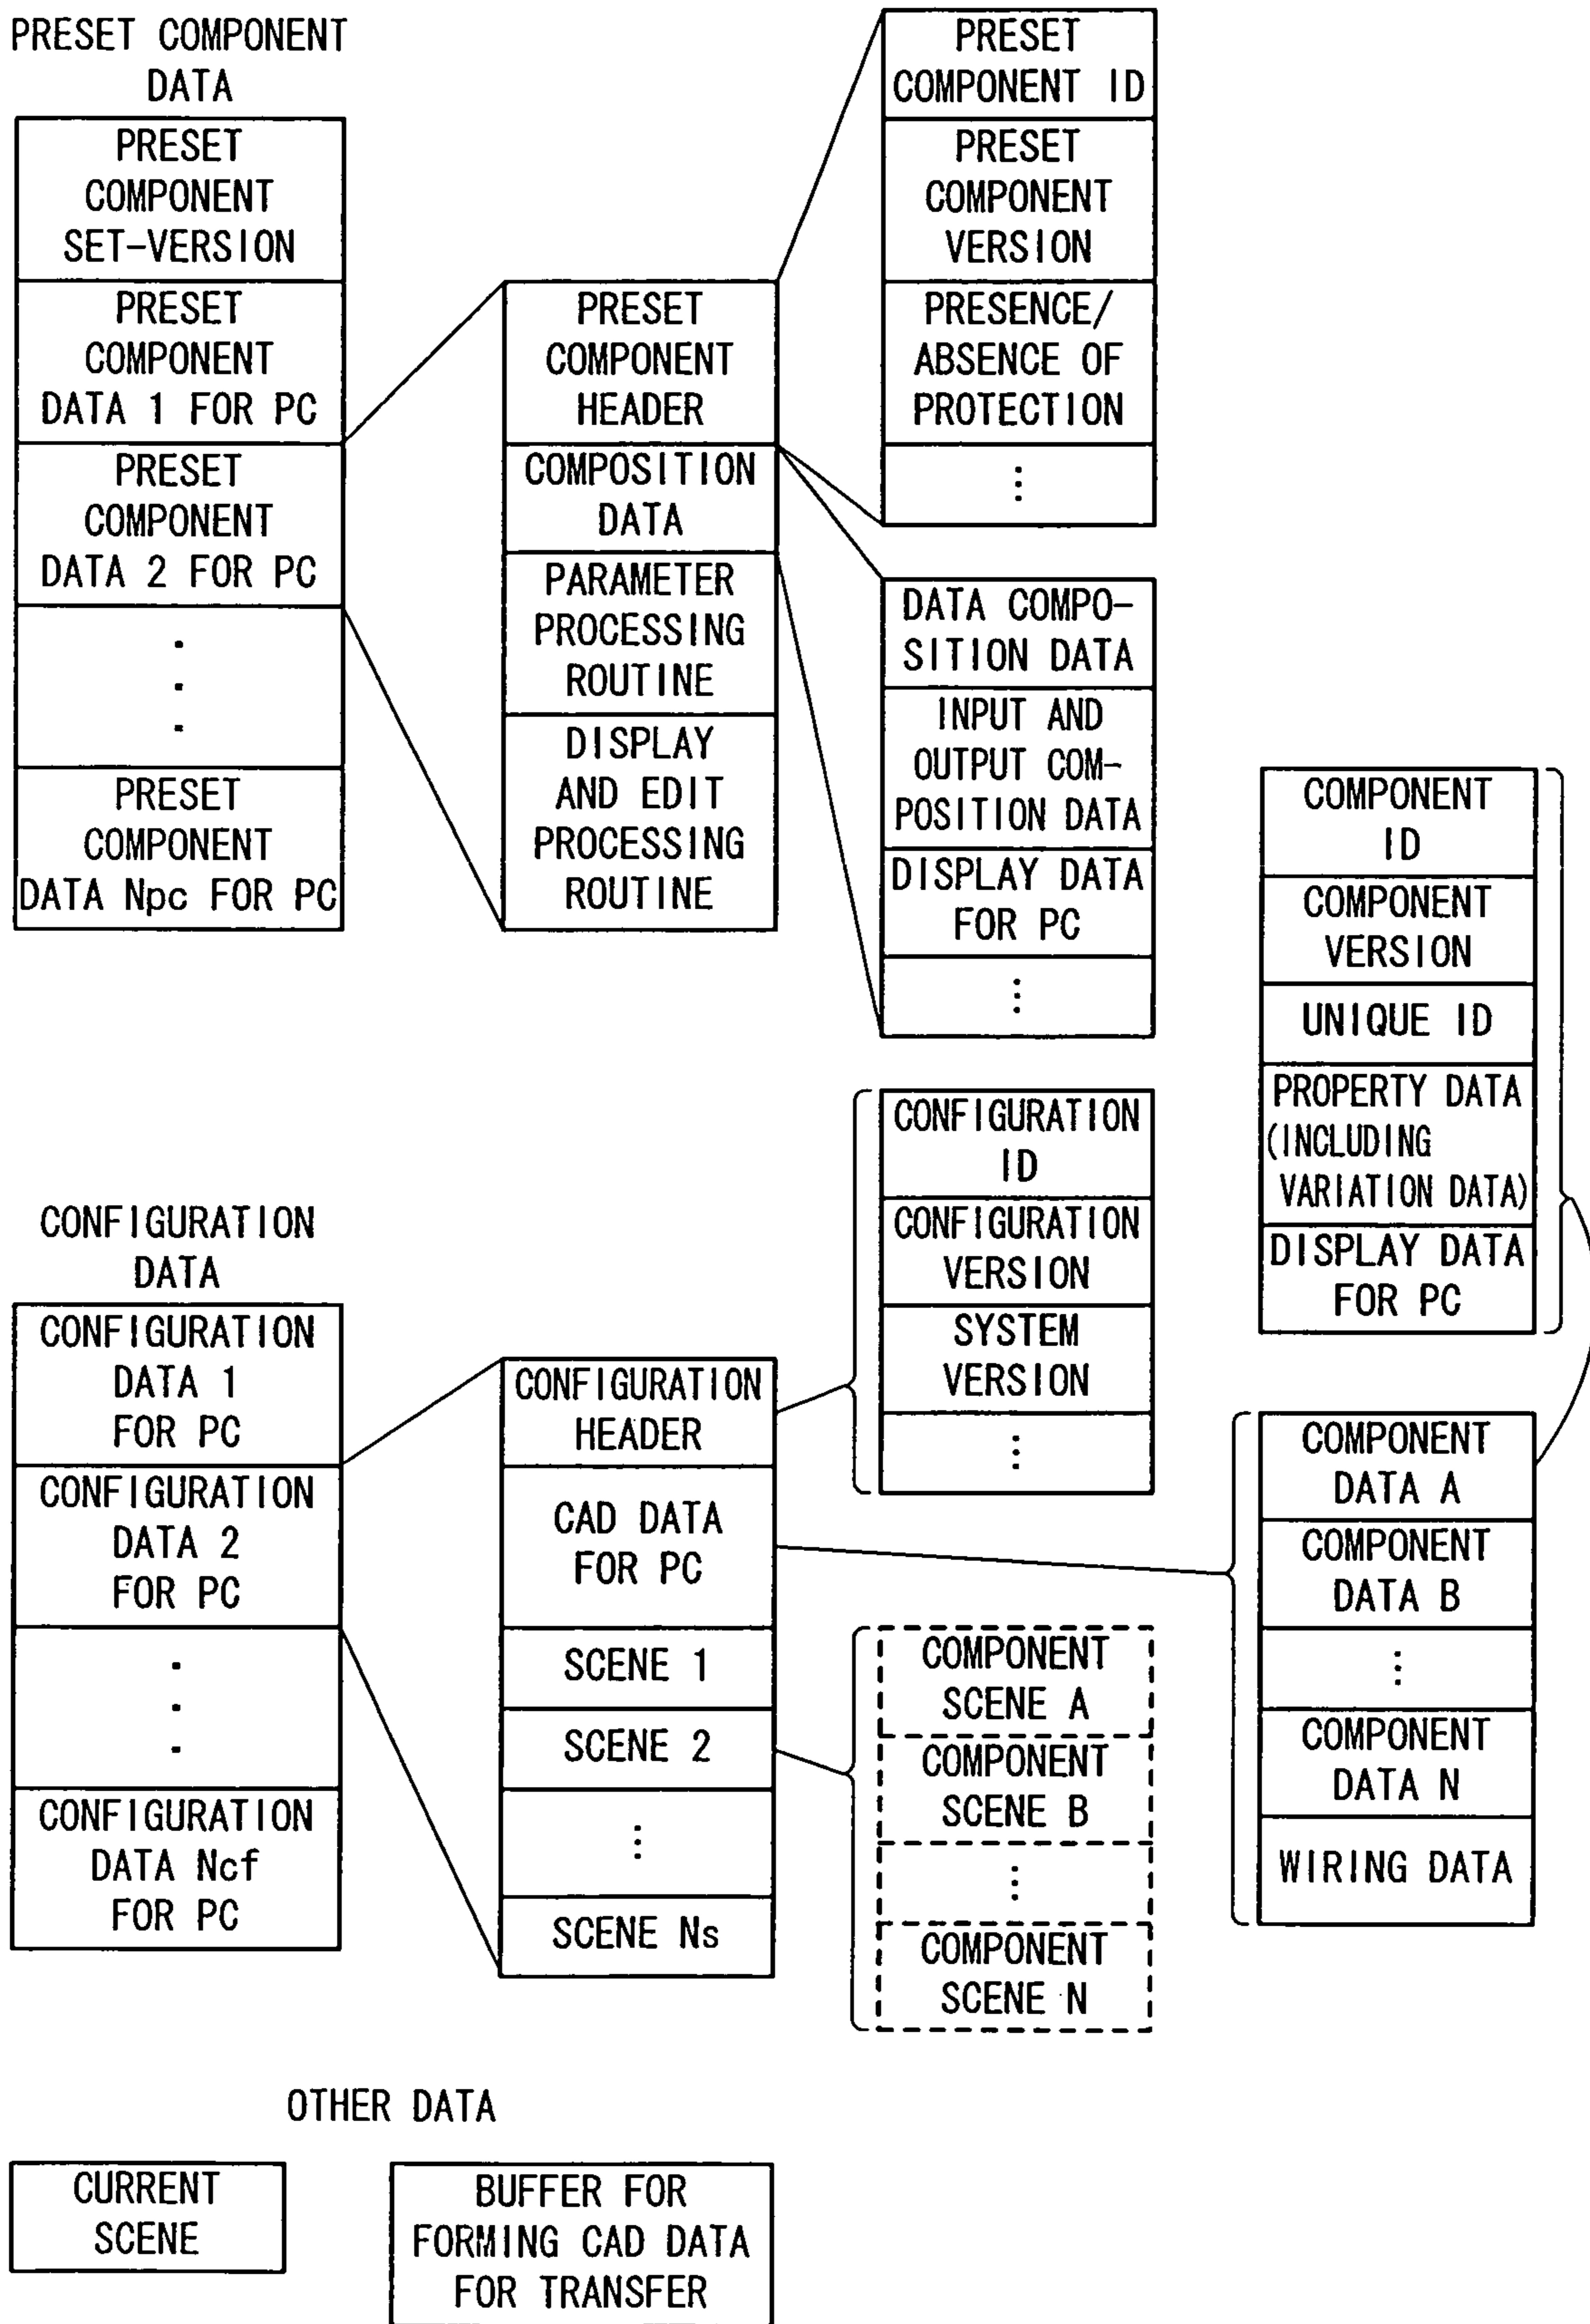 PRESET COMPONENT
DATA
PRESET
COMPONENT
SET-VERSION
PRESET
COMPONENT
DATA 1 FOR PC
PRESET
COMPONENT
DATA 2 FOR PC
.
.
.
PRESET
COMPONENT
DATA Npc FOR PC
PRESET
COMPONENT
HEADER
COMPOSITION
DATA
PARAMETER
PROCESSING
ROUTINE
DISPLAY
AND EDIT
PROCESSING
ROUTINE
PRESET
COMPONENT ID
PRESET
COMPONENT
VERSION
PRESENCE/
ABSENCE OF
PROTECTION
⋮
DATA COMPO-
SITION DATA
INPUT AND
OUTPUT COM-
POSITION DATA
DISPLAY DATA
FOR PC
⋮
COMPONENT
ID
COMPONENT
VERSION
UNIQUE ID
PROPERTY DATA
(INCLUDING
VARIATION DATA)
DISPLAY DATA
FOR PC
CONFIGURATION
DATA
CONFIGURATION
DATA 1
FOR PC
CONFIGURATION
DATA 2
FOR PC
.
.
.
CONFIGURATION
DATA Ncf
FOR PC
CONFIGURATION
HEADER
CAD DATA
FOR PC
SCENE 1
SCENE 2
⋮
SCENE Ns
CONFIGURATION
ID
CONFIGURATION
VERSION
SYSTEM
VERSION
⋮
COMPONENT
SCENE A
COMPONENT
SCENE B
⋮
COMPONENT
SCENE N
COMPONENT
DATA A
COMPONENT
DATA B
⋮
COMPONENT
DATA N
WIRING DATA
OTHER DATA
CURRENT
SCENE
BUFFER FOR
FORMING CAD DATA
FOR TRANSFER